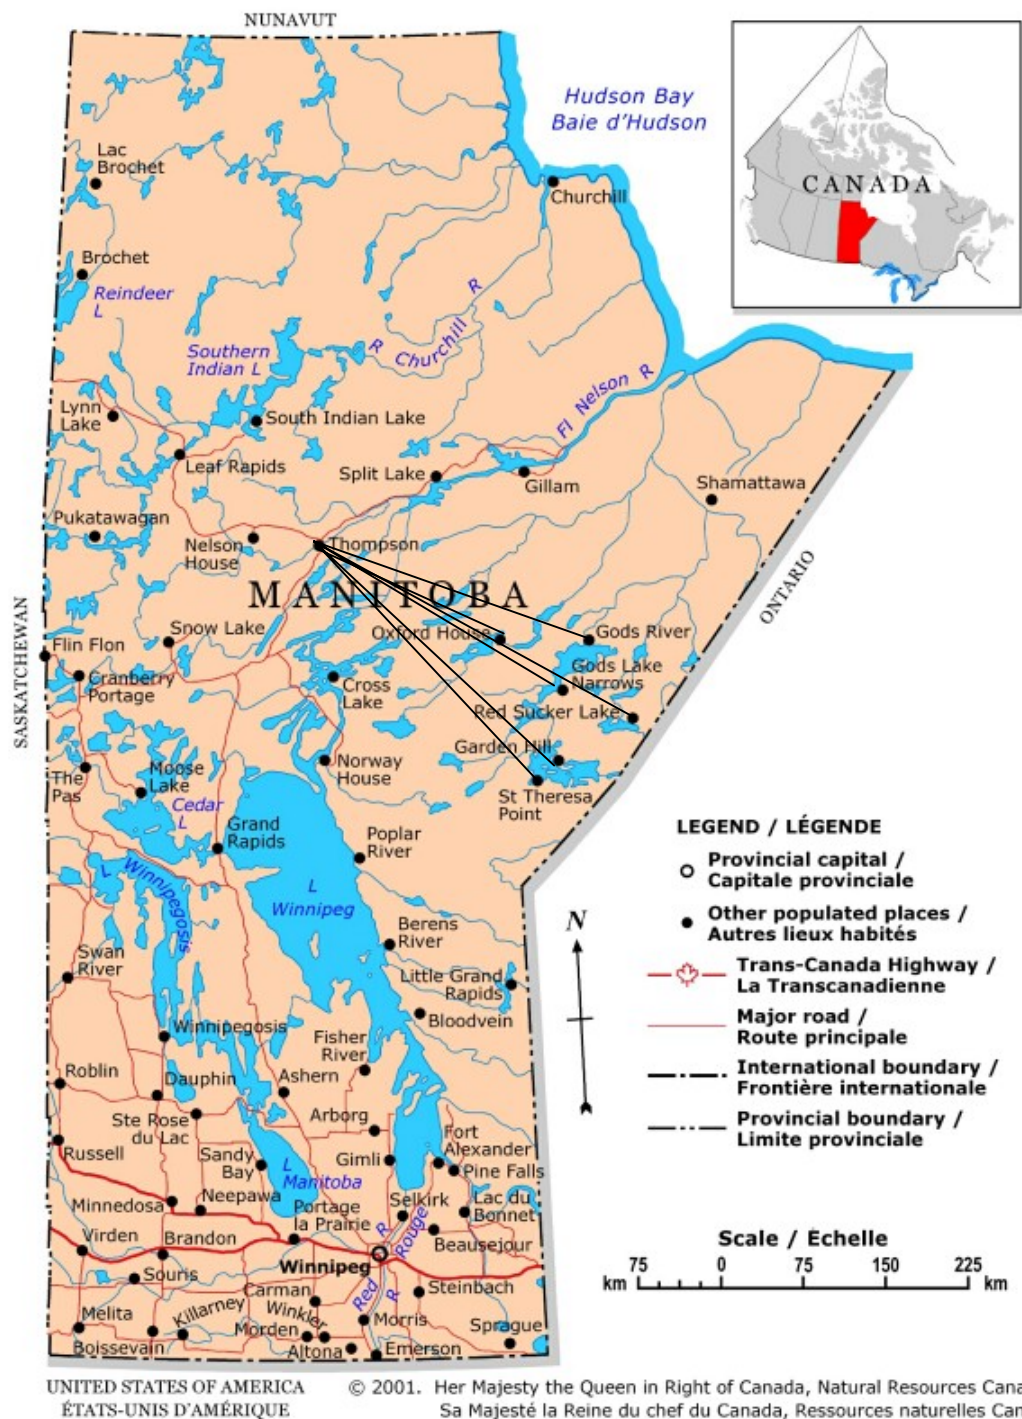 NUNAVUT
Hudson Bay
Baie d'Hudson
CANADA
Lac
Brochet
Churchill
Brochet
Reindeer
L
R Churchill R
Southern
Indian L
Fl Nelson R
Lynn
Lake
South Indian Lake
Leaf Rapids
Split Lake
Gillam
Shamattawa
Pukatawagan
Nelson
House
Thompson
MANITOBA
ONTARIO
SASKATCHEWAN
Flin Flon
Snow Lake
Oxford House
Gods River
Cranberry
Portage
Cross
Lake
Gods Lake
Narrows
Red Sucker Lake
Garden Hill
St Theresa
Point
The
Pas
Moose
Lake
Norway
House
Cedar
L
Grand
Rapids
Poplar
River
L
Winnipeg
L Winnipegosis
Berens
River
Swan
River
Little Grand
Rapids
Bloodvein
Winnipegosis
Fisher
River
Roblin
Dauphin
Ashern
Ste Rose
du Lac
Arborg
Fort
Alexander
Russell
Sandy
Bay
L
Manitoba
Gimli
Pine Falls
Minnedosa
Neepawa
Portage
la Prairie
Selkirk
Lac du
Bonnet
Virden
Brandon
R Rouge
Beausejour
Winnipeg
Souris
Carman
Red R
Steinbach
Melita
Killarney
Winkler
Morris
Boissevain
Morden
Altona
Emerson
Sprague
LEGEND / LÉGENDE
Provincial capital /
Capitale provinciale
Other populated places /
Autres lieux habités
Trans-Canada Highway /
La Transcanadienne
Major road /
Route principale
International boundary /
Frontière internationale
Provincial boundary /
Limite provinciale
N
Scale / Échelle
km 75 0 75 150 225 km
UNITED STATES OF AMERICA
ÉTATS-UNIS D'AMÉRIQUE
© 2001. Her Majesty the Queen in Right of Canada, Natural Resources Cana
Sa Majesté la Reine du chef du Canada, Ressources naturelles Can